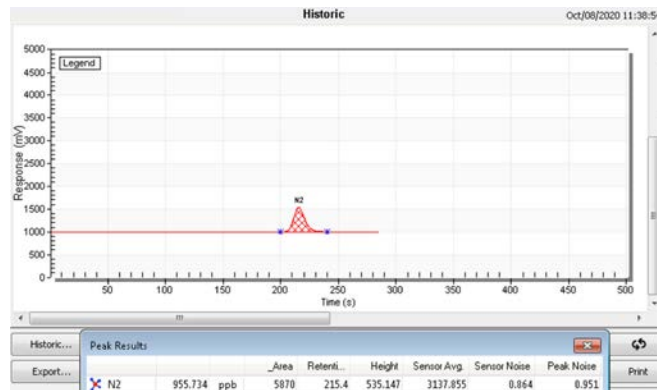 Historic Oct/08/2020 11:38:5
5000
Legend
4500
4000
3500
3000
2500
2000
1500
1000
500
0
Response (mV)
N2
50 100 150 200 250 300 350 400 450 500
Time (s)
Historic... Peak Results
Export... Print
_Area Retenti... Height Sensor Avg. Sensor Noise Peak Noise
N2 955.734 ppb 5870 215.4 535.147 3137.855 0.864 0.951